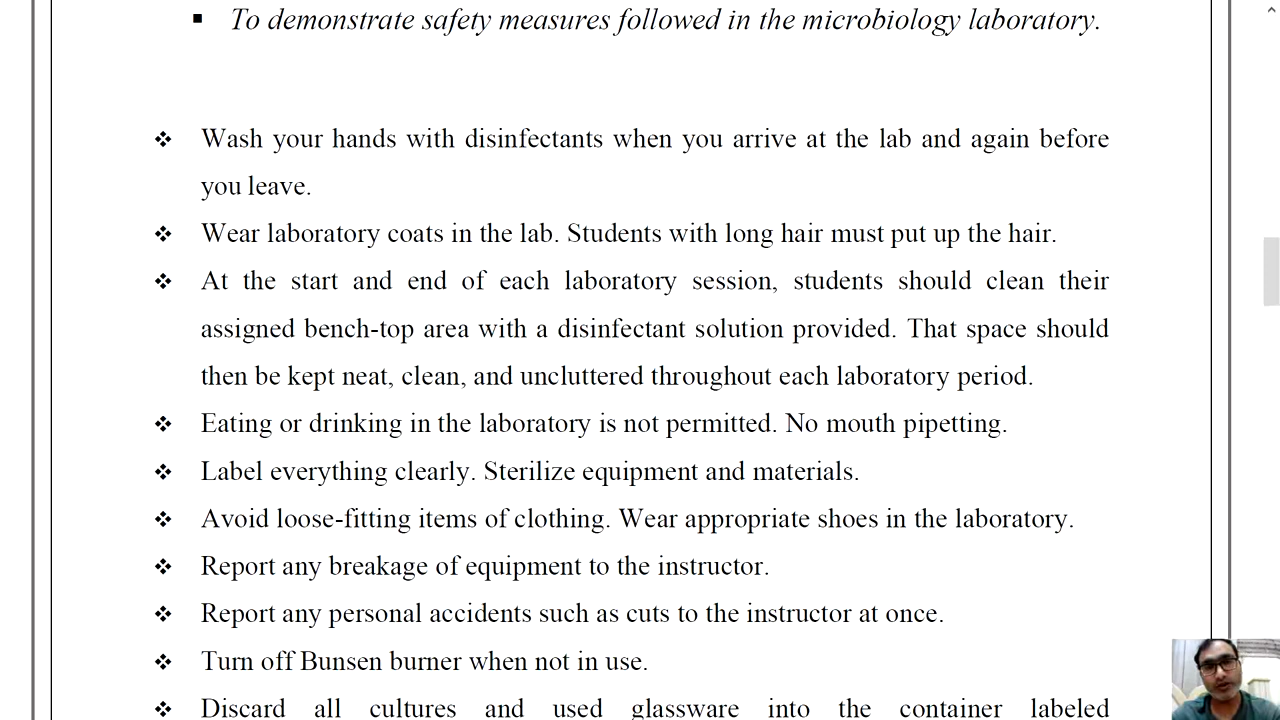 ▪ To demonstrate safety measures followed in the microbiology laboratory.
❖ Wash your hands with disinfectants when you arrive at the lab and again before
you leave.
❖ Wear laboratory coats in the lab. Students with long hair must put up the hair.
❖ At the start and end of each laboratory session, students should clean their
assigned bench-top area with a disinfectant solution provided. That space should
then be kept neat, clean, and uncluttered throughout each laboratory period.
❖ Eating or drinking in the laboratory is not permitted. No mouth pipetting.
❖ Label everything clearly. Sterilize equipment and materials.
❖ Avoid loose-fitting items of clothing. Wear appropriate shoes in the laboratory.
❖ Report any breakage of equipment to the instructor.
❖ Report any personal accidents such as cuts to the instructor at once.
❖ Turn off Bunsen burner when not in use.
❖ Discard all cultures and used glassware into the container labeled